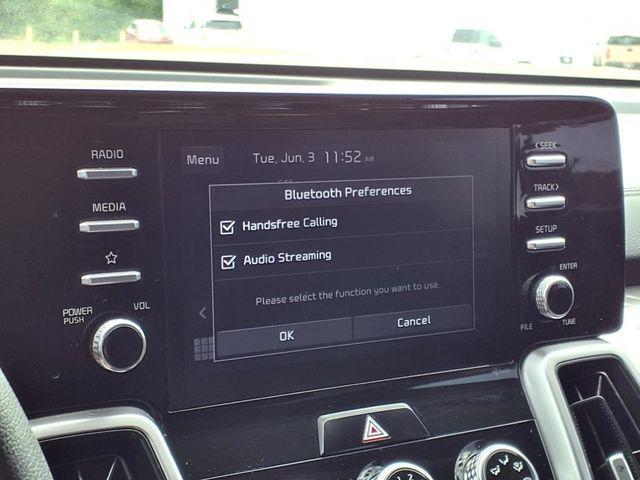 RADIO
MEDIA
POWER PUSH
VOL
Menu
Tue, Jun. 3 11:52 AM
Bluetooth Preferences
Handsfree Calling
Audio Streaming
Please select the function you want to use.
OK
Cancel
<SEEK
TRACK>
SETUP
ENTER
FILE
TUNE